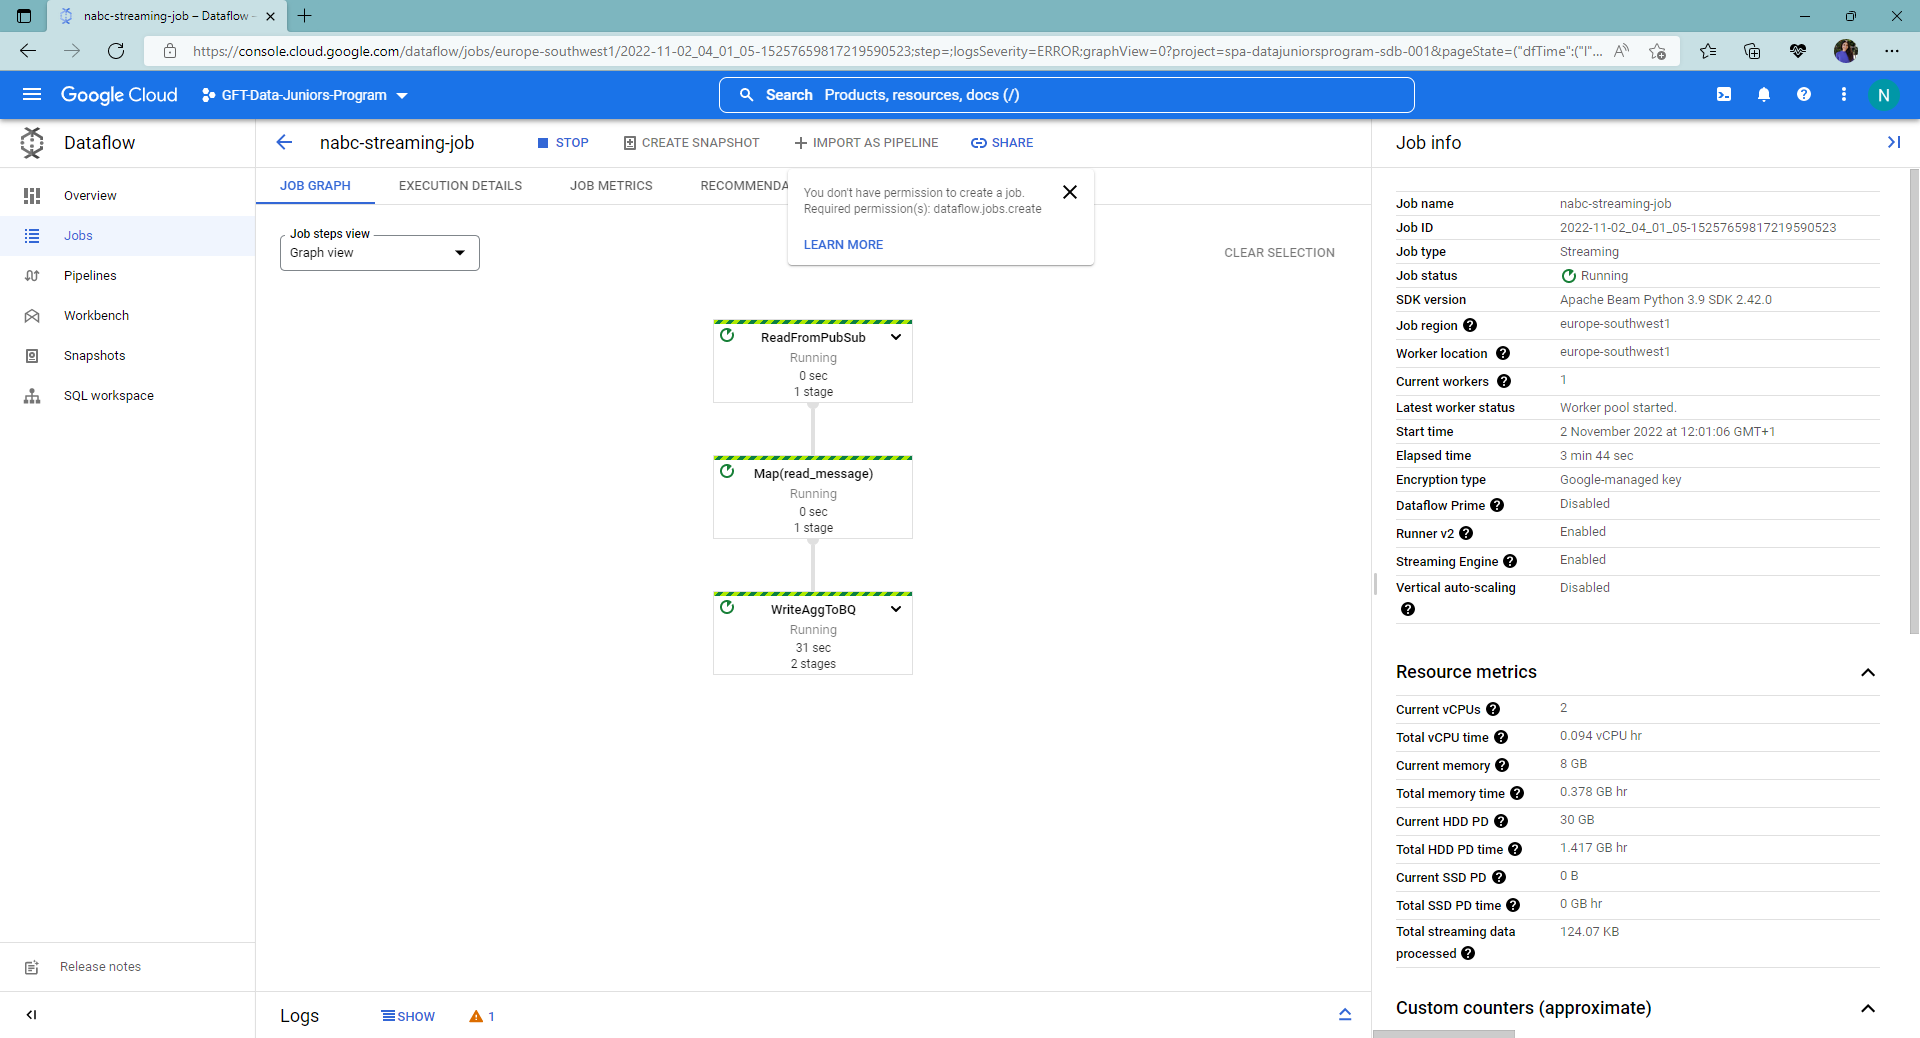 nabc-streaming-job – Dataflow -
https://console.cloud.google.com/dataflow/jobs/europe-southwest1/2022-11-02_04_01_05-15257659817219590523;step=;logsSeverity=ERROR;graphView=0?project=spa-datajuniorsprogram-sdb-001&pageState=("dfTime":("l"...
Google Cloud
GFT-Data-Juniors-Program
Search Products, resources, docs (/)
N
Dataflow
Overview
Jobs
Pipelines
Workbench
Snapshots
SQL workspace
Release notes
nabc-streaming-job
STOP
CREATE SNAPSHOT
IMPORT AS PIPELINE
SHARE
JOB GRAPH
EXECUTION DETAILS
JOB METRICS
RECOMMENDA
You don't have permission to create a job.
Required permission(s): dataflow.jobs.create
LEARN MORE
Job steps view
Graph view
CLEAR SELECTION
ReadFromPubSub
Running
0 sec
1 stage
Map(read_message)
Running
0 sec
1 stage
WriteAggToBQ
Running
31 sec
2 stages
Logs
SHOW
1
Job info
Job name nabc-streaming-job
Job ID 2022-11-02_04_01_05-15257659817219590523
Job type Streaming
Job status Running
SDK version Apache Beam Python 3.9 SDK 2.42.0
Job region europe-southwest1
Worker location europe-southwest1
Current workers 1
Latest worker status Worker pool started.
Start time 2 November 2022 at 12:01:06 GMT+1
Elapsed time 3 min 44 sec
Encryption type Google-managed key
Dataflow Prime Disabled
Runner v2 Enabled
Streaming Engine Enabled
Vertical auto-scaling Disabled
Resource metrics
Current vCPUs 2
Total vCPU time 0.094 vCPU hr
Current memory 8 GB
Total memory time 0.378 GB hr
Current HDD PD 30 GB
Total HDD PD time 1.417 GB hr
Current SSD PD 0 B
Total SSD PD time 0 GB hr
Total streaming data 124.07 KB
processed
Custom counters (approximate)